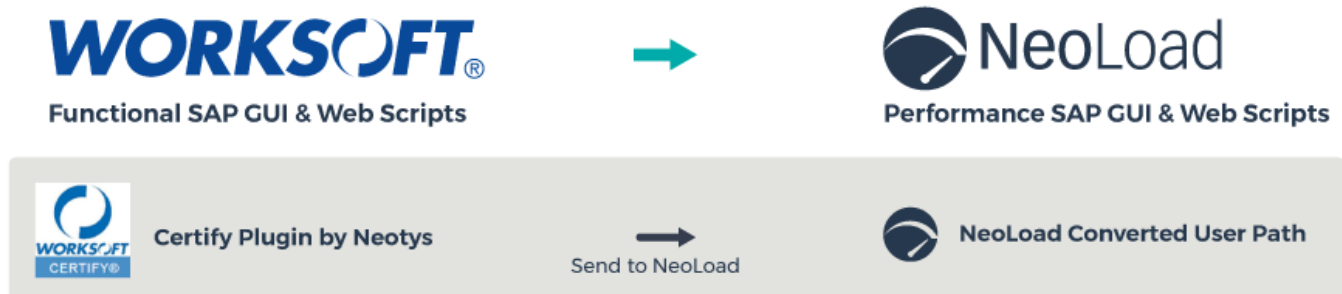 WORKSOFT®
NeoLoad
Functional SAP GUI & Web Scripts
Performance SAP GUI & Web Scripts
WORKSOFT
CERTIFY®
Certify Plugin by Neotys
Send to NeoLoad
NeoLoad Converted User Path